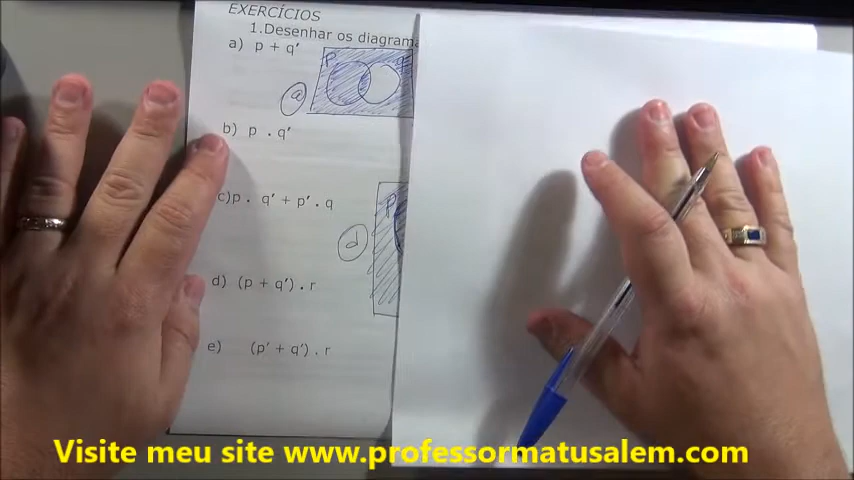 EXERCÍCIOS
1.Desenhar os diagrama
a) p + q'
p q
a
b) p . q'
c)p . q' + p' . q
p
d
d) (p + q') . r
e) (p' + q') . r
Visite meu site www.professormatusalem.com